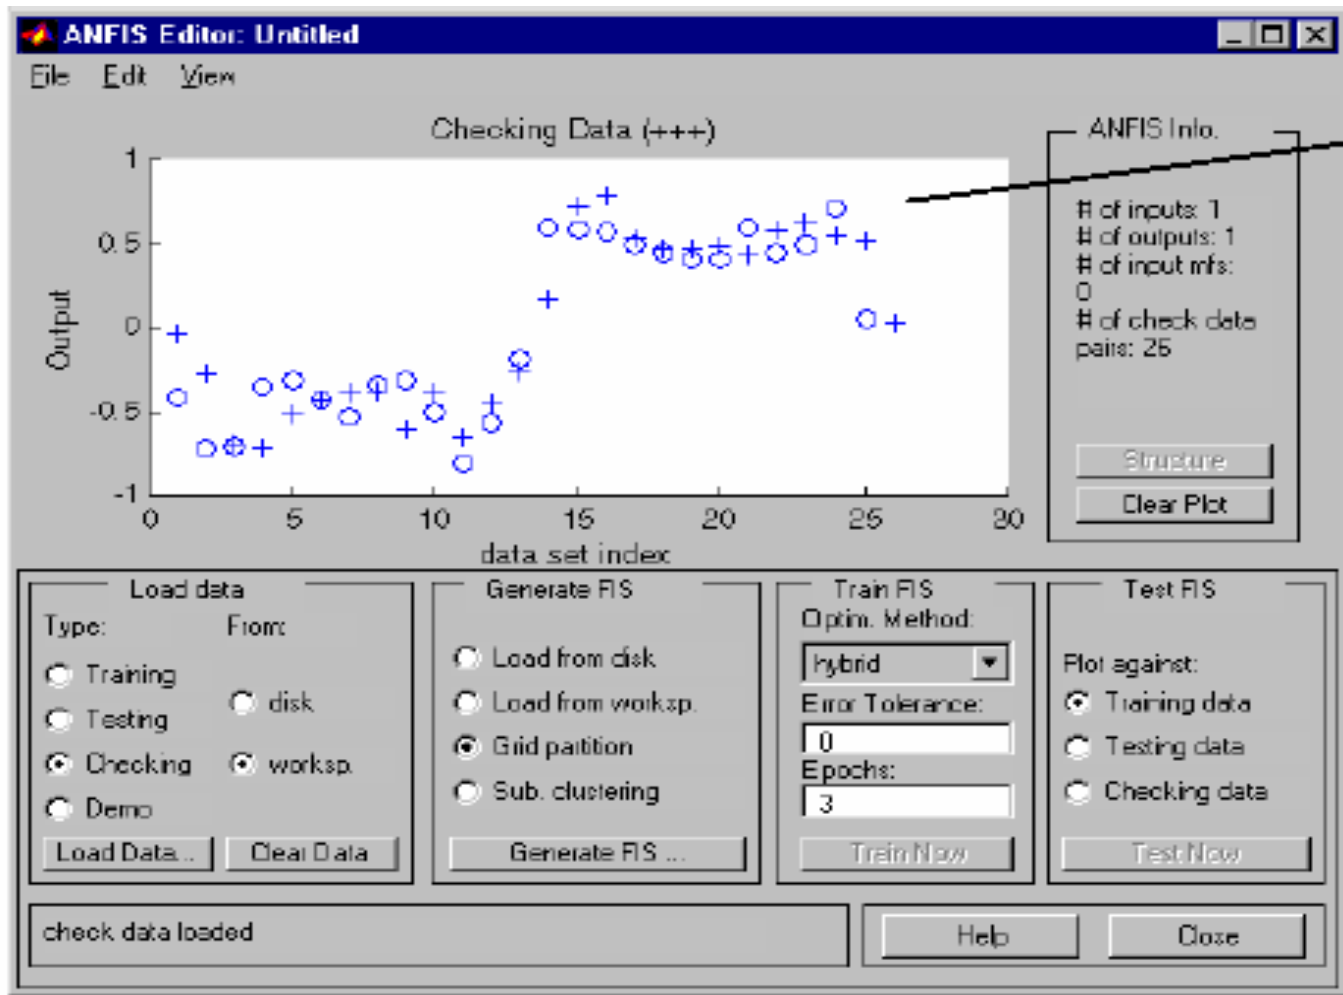 ANFIS Editor: Untitled
File Edit View
Checking Data (+++)
1
0.5
0
-0.5
-1
Output
0 5 10 15 20 25 30
data set index
ANFIS Info.
# of inputs: 1
# of outputs: 1
# of input mfs:
0
# of check data
pairs: 26
Structure
Clear Plot
Load data
Type: From:
Training
Testing
Checking
Demo
disk
worksp.
Load Data...
Clear Data
Generate FIS
Load from disk
Load from worksp.
Grid partition
Sub. clustering
Generate FIS ...
Train FIS
Optim. Method:
hybrid
Error Tolerance:
0
Epochs:
3
Train Now
Test FIS
Plot against:
Training data
Testing data
Checking data
Test Now
check data loaded
Help
Close